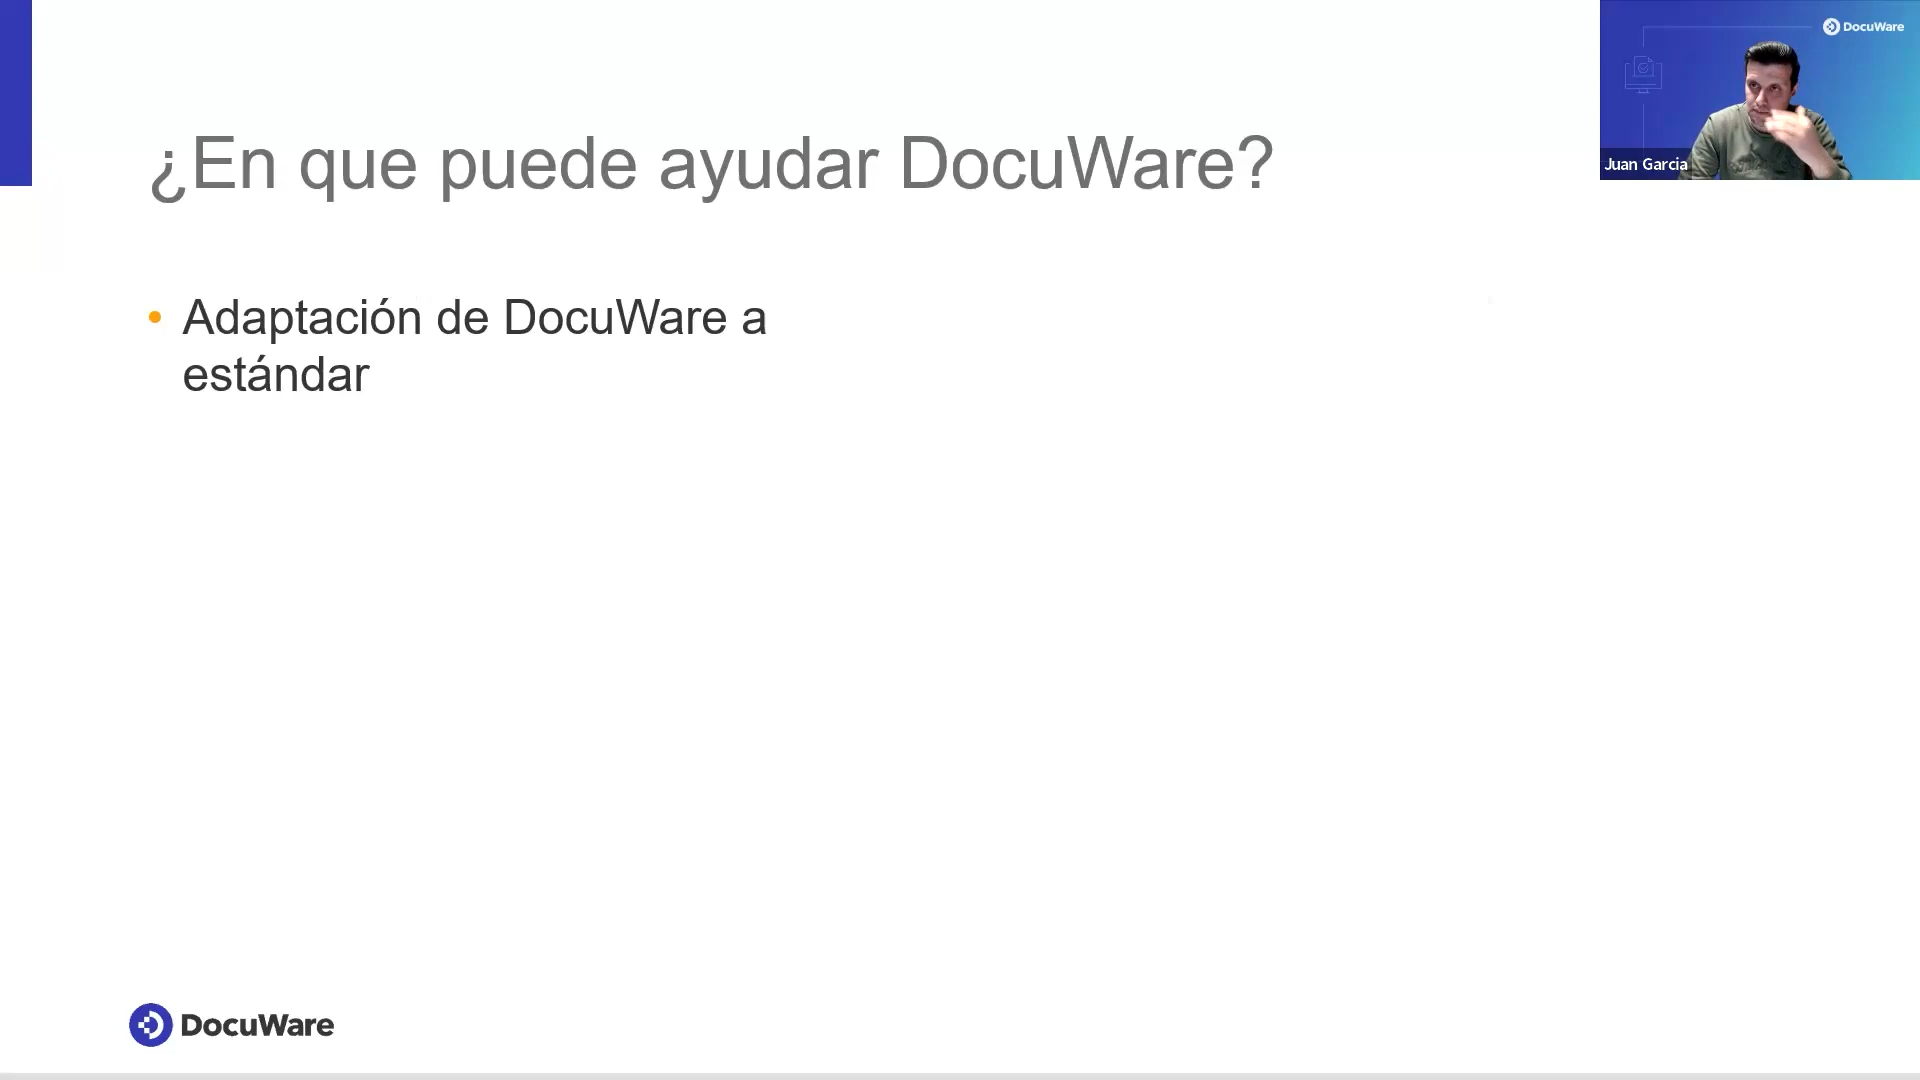 DocuWare
Juan Garcia
¿En que puede ayudar DocuWare?
• Adaptación de DocuWare a
estándar
DocuWare